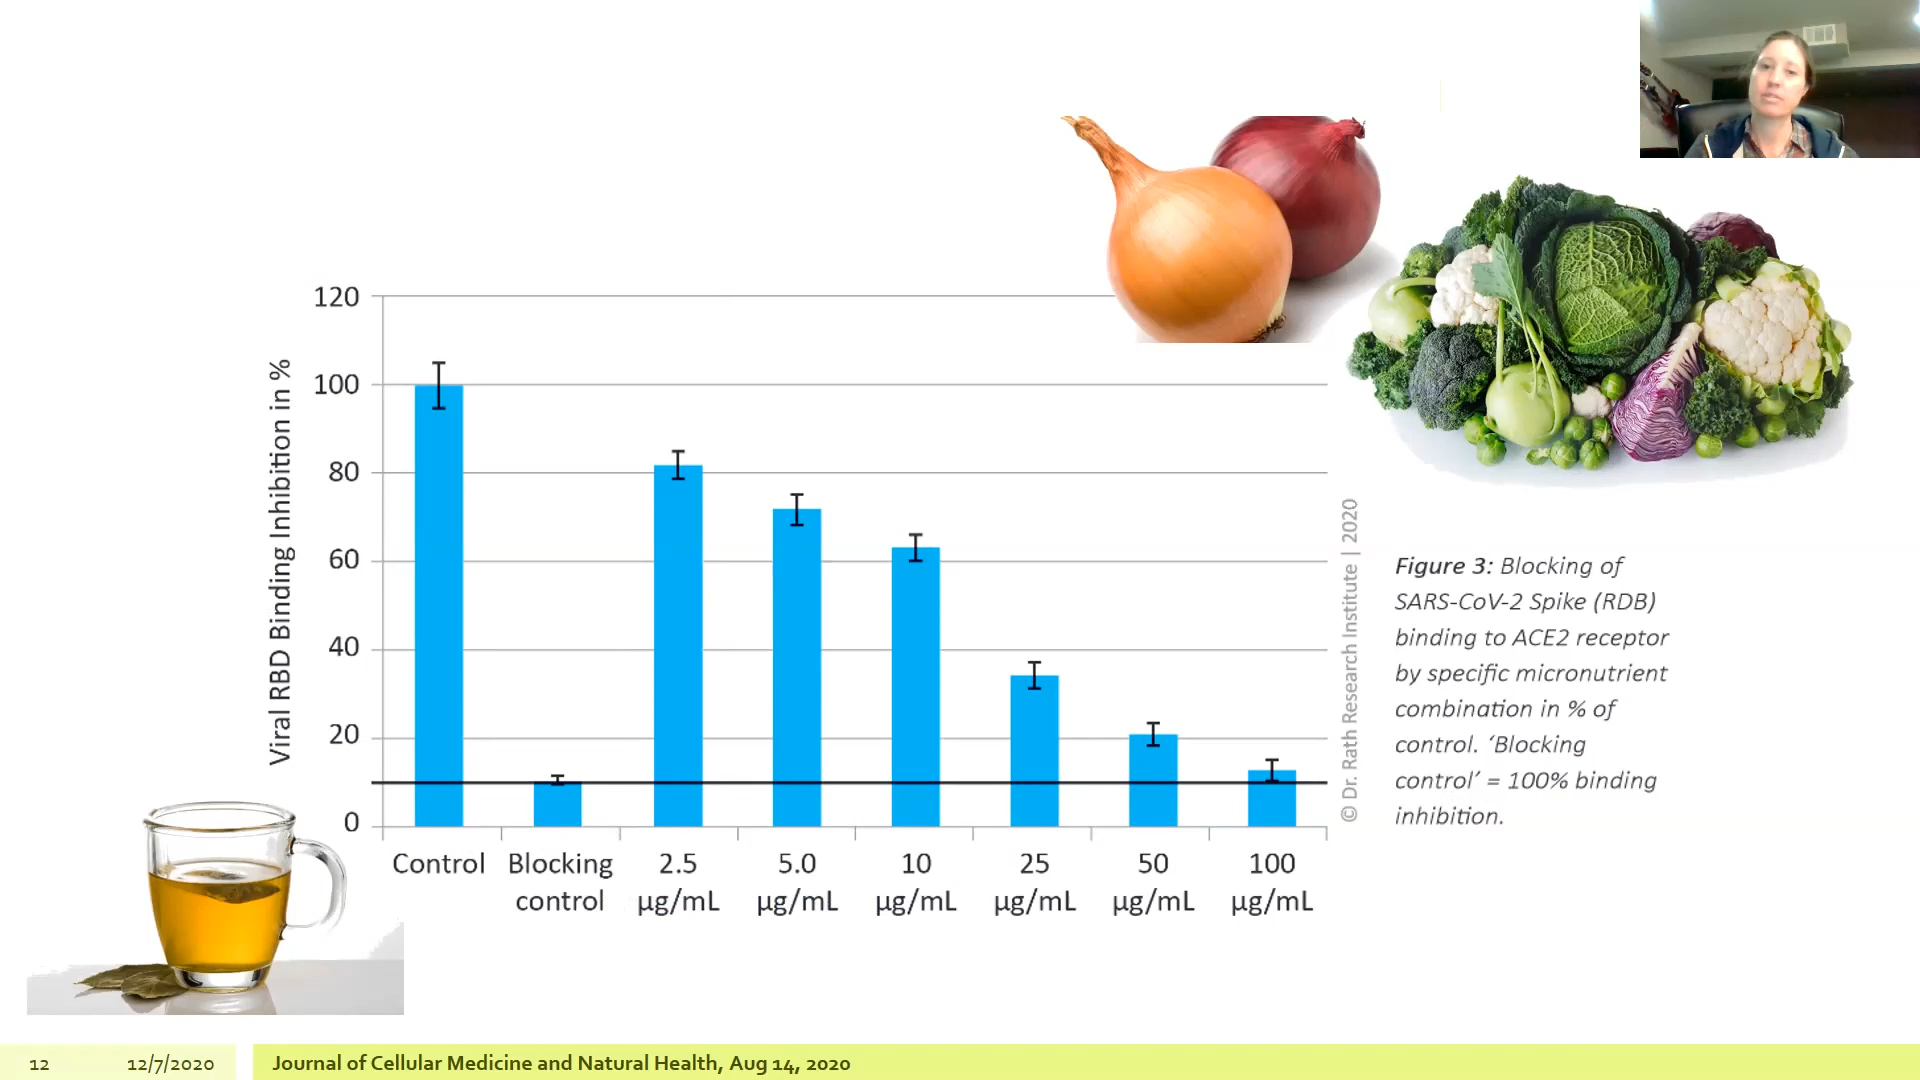 120
100
80
60
40
20
0
Viral RBD Binding Inhibition in %
Control
Blocking
control
2.5
µg/mL
5.0
µg/mL
10
µg/mL
25
µg/mL
50
µg/mL
100
µg/mL
© Dr. Rath Research Institute | 2020
Figure 3: Blocking of
SARS-CoV-2 Spike (RDB)
binding to ACE2 receptor
by specific micronutrient
combination in % of
control. ‘Blocking
control’ = 100% binding
inhibition.
12
12/7/2020
Journal of Cellular Medicine and Natural Health, Aug 14, 2020